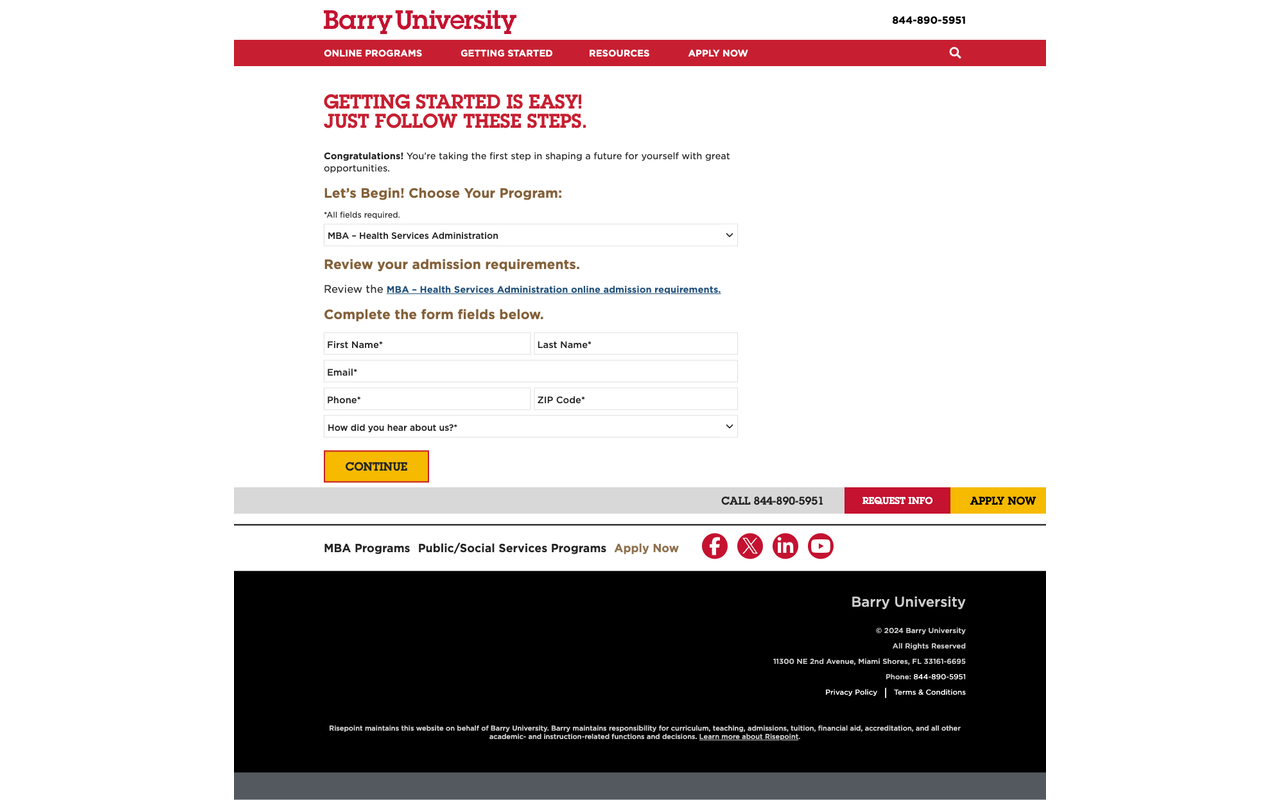 Barry University
844-890-5951
ONLINE PROGRAMS GETTING STARTED RESOURCES APPLY NOW
GETTING STARTED IS EASY!
JUST FOLLOW THESE STEPS.
Congratulations! You're taking the first step in shaping a future for yourself with great
opportunities.
Let's Begin! Choose Your Program:
*All fields required.
MBA – Health Services Administration
Review your admission requirements.
Review the MBA – Health Services Administration online admission requirements.
Complete the form fields below.
First Name* Last Name*
Email*
Phone* ZIP Code*
How did you hear about us?*
CONTINUE
CALL 844-890-5951 REQUEST INFO APPLY NOW
MBA Programs Public/Social Services Programs Apply Now
Barry University
© 2024 Barry University
All Rights Reserved
11300 NE 2nd Avenue, Miami Shores, FL 33161-6695
Phone: 844-890-5951
Privacy Policy | Terms & Conditions
Risepoint maintains this website on behalf of Barry University. Barry maintains responsibility for curriculum, teaching, admissions, tuition, financial aid, accreditation, and all other
academic- and instruction-related functions and decisions. Learn more about Risepoint.